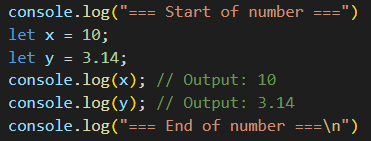 console.log("=== Start of number ===")
let x = 10;
let y = 3.14;
console.log(x); // Output: 10
console.log(y); // Output: 3.14
console.log("=== End of number ===\n")